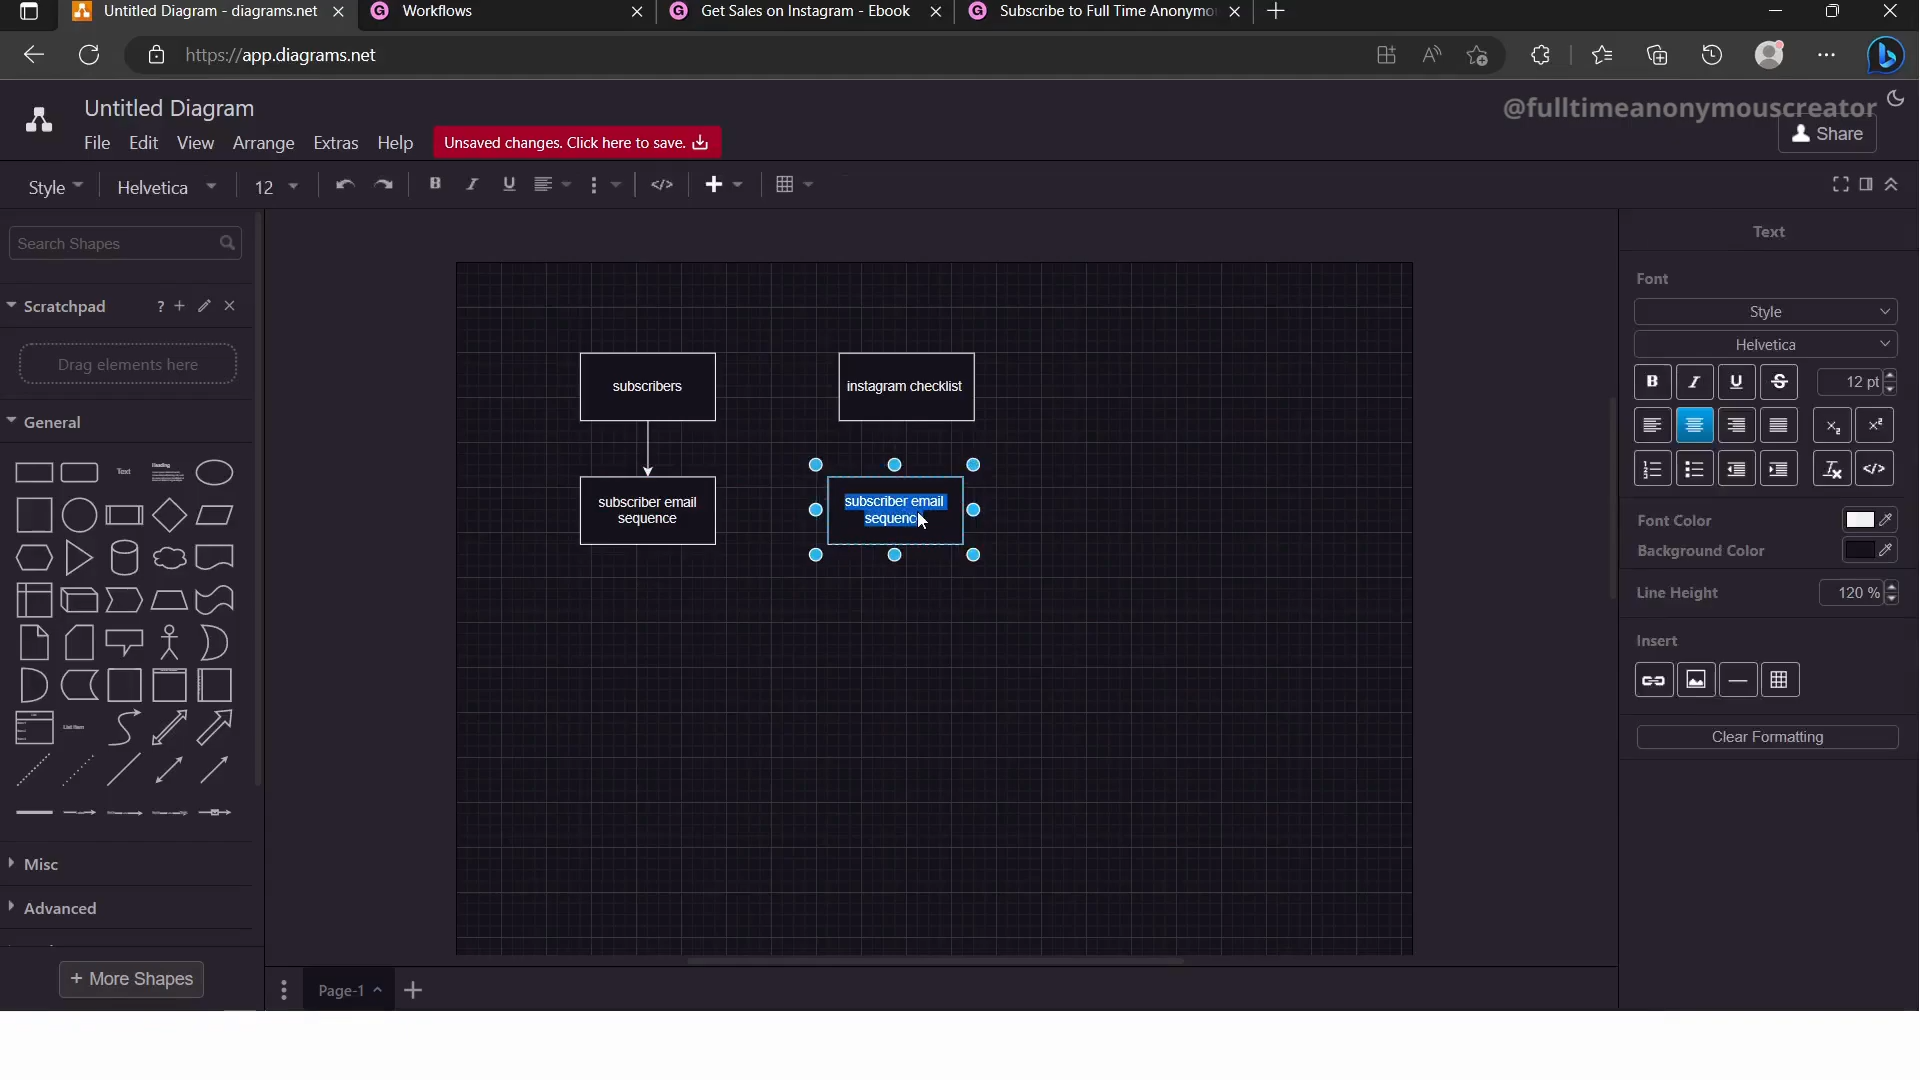 Untitled Diagram - diagrams.net
Workflows
Get Sales on Instagram - Ebook
Subscribe to Full Time Anonymo
https://app.diagrams.net
Untitled Diagram
@fulltimeanonymouscreator
File Edit View Arrange Extras Help
Unsaved changes. Click here to save.
Share
Style Helvetica 12 B I U
Search Shapes
Scratchpad ?
Drag elements here
General
Text
Heading
List Item
Misc
Advanced
+ More Shapes
subscribers
instagram checklist
subscriber email
sequence
subscriber email
sequence
Page-1
Text
Font
Style
Helvetica
B I U S 12 pt
Font Color
Background Color
Line Height 120 %
Insert
Clear Formatting